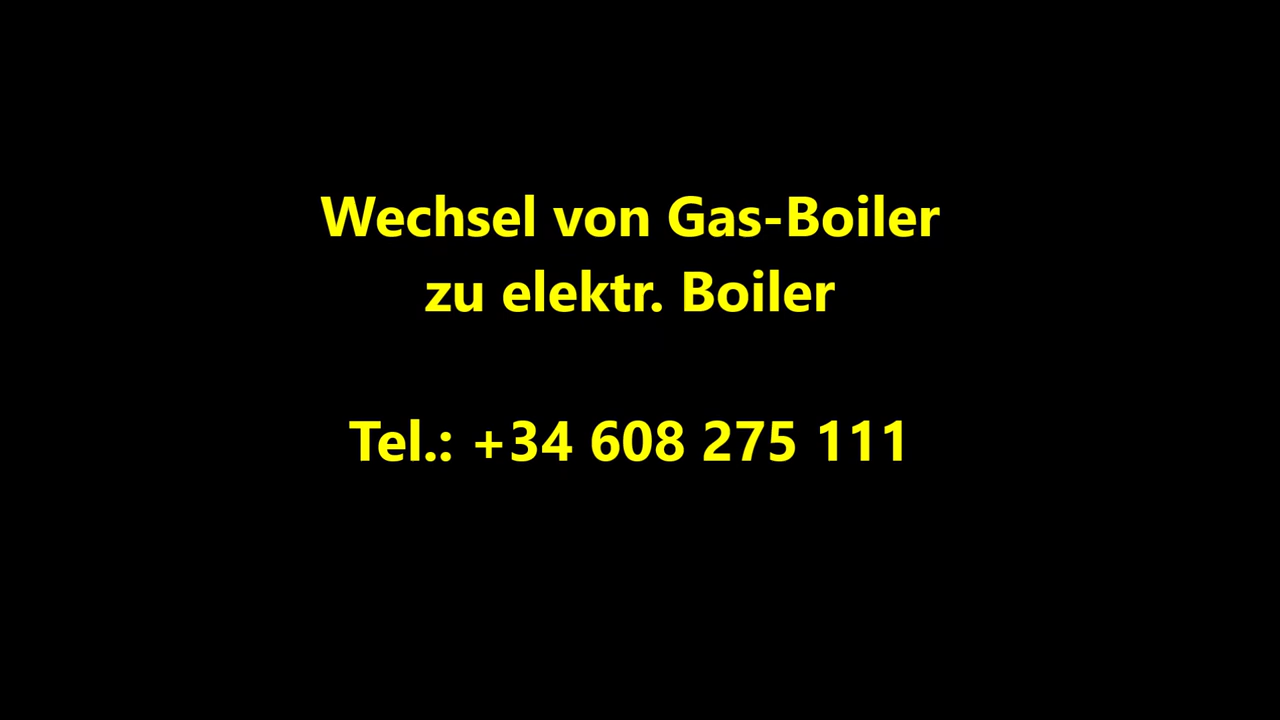 Wechsel von Gas-Boiler
zu elektr. Boiler
Tel.: +34 608 275 111